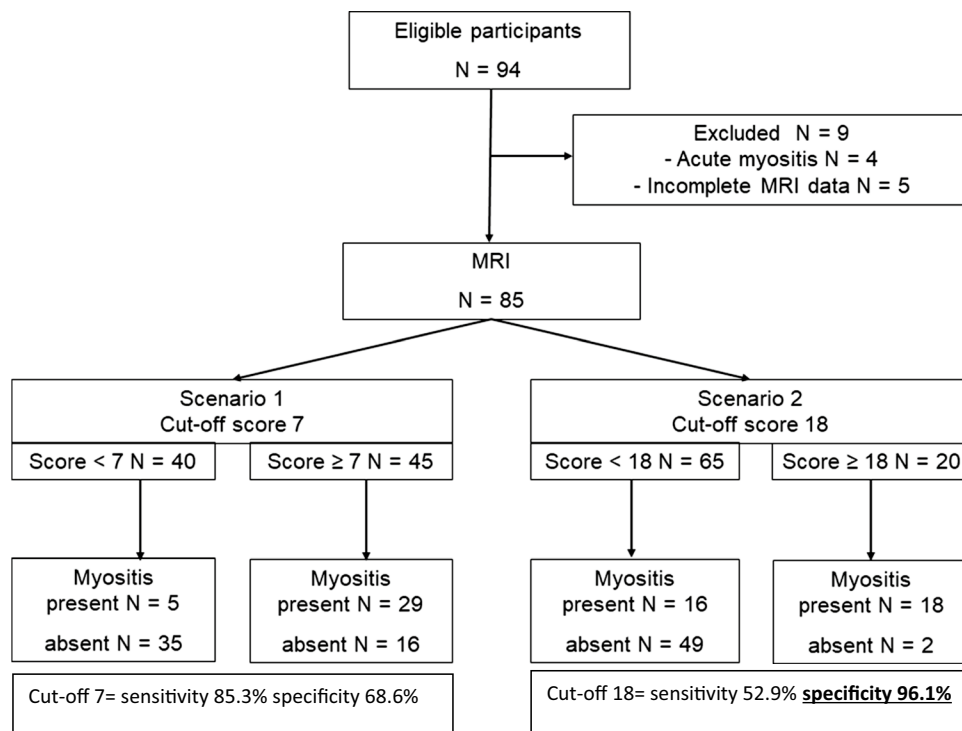 Eligible participants
N = 94
Excluded N = 9
- Acute myositis N = 4
- Incomplete MRI data N = 5
MRI
N = 85
Scenario 1
Cut-off score 7
Score < 7 N = 40
Score ≥ 7 N = 45
Myositis
present N = 5
absent N = 35
Myositis
present N = 29
absent N = 16
Cut-off 7= sensitivity 85.3% specificity 68.6%
Scenario 2
Cut-off score 18
Score < 18 N = 65
Score ≥ 18 N = 20
Myositis
present N = 16
absent N = 49
Myositis
present N = 18
absent N = 2
Cut-off 18= sensitivity 52.9% specificity 96.1%